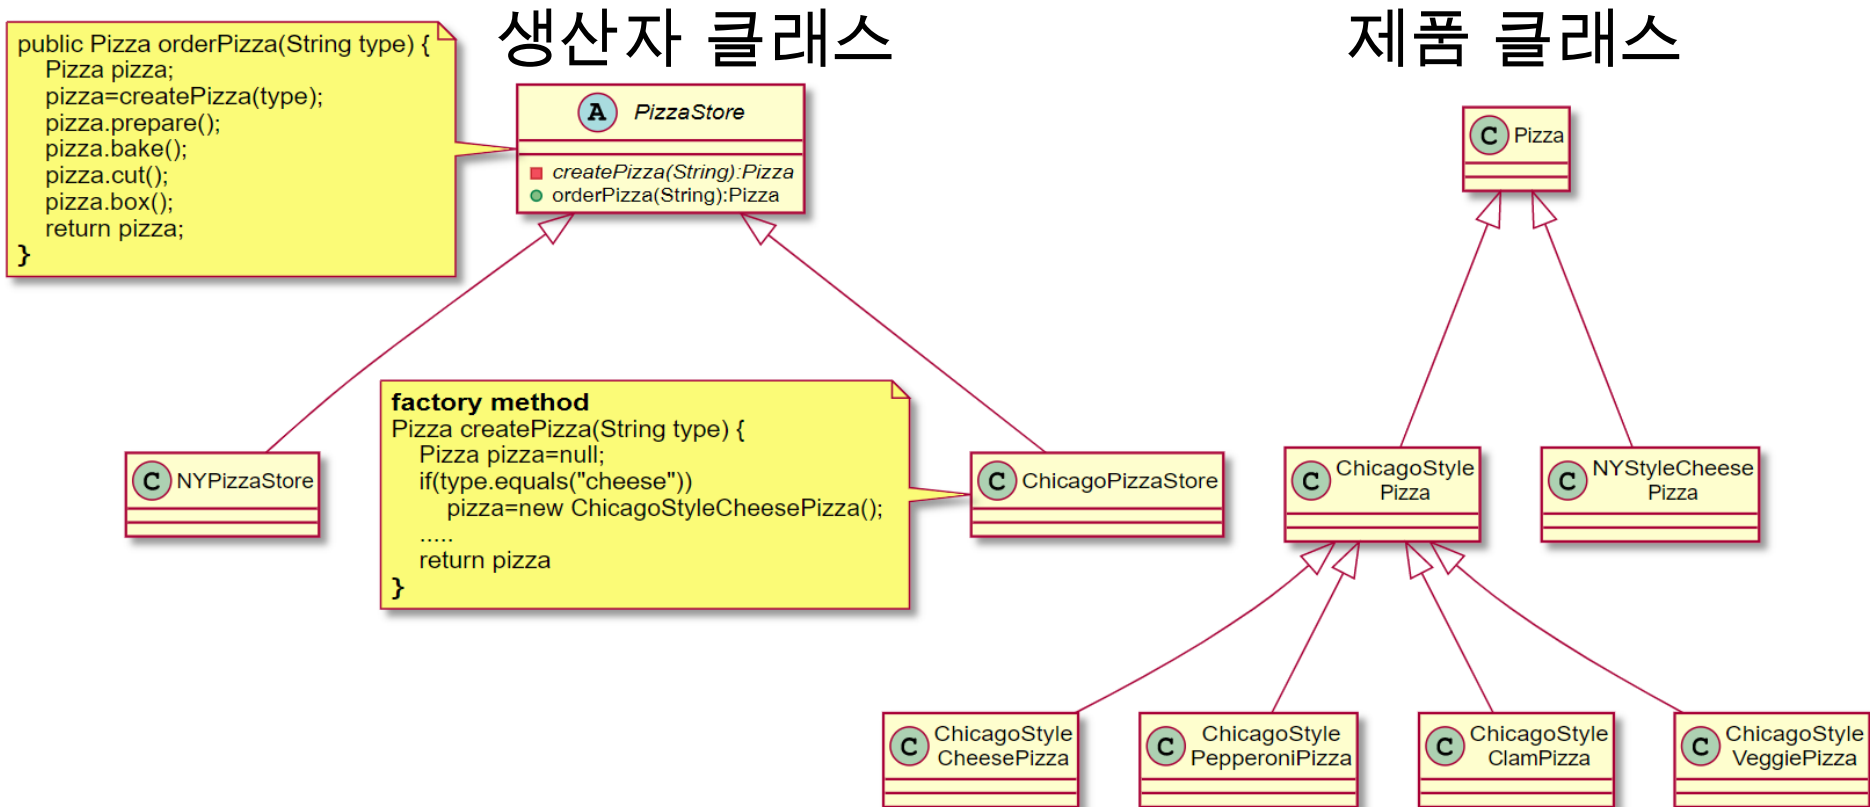 생산자 클래스
제품 클래스
public Pizza orderPizza(String type) {
Pizza pizza;
pizza=createPizza(type);
pizza.prepare();
pizza.bake();
pizza.cut();
pizza.box();
return pizza;
}
A PizzaStore
createPizza(String):Pizza
orderPizza(String):Pizza
C Pizza
factory method
Pizza createPizza(String type) {
Pizza pizza=null;
if(type.equals("cheese"))
pizza=new ChicagoStyleCheesePizza();
.....
return pizza
}
C NYPizzaStore
C ChicagoPizzaStore
C ChicagoStyle
Pizza
C NYStyleCheese
Pizza
C ChicagoStyle
CheesePizza
C ChicagoStyle
PepperoniPizza
C ChicagoStyle
ClamPizza
C ChicagoStyle
VeggiePizza